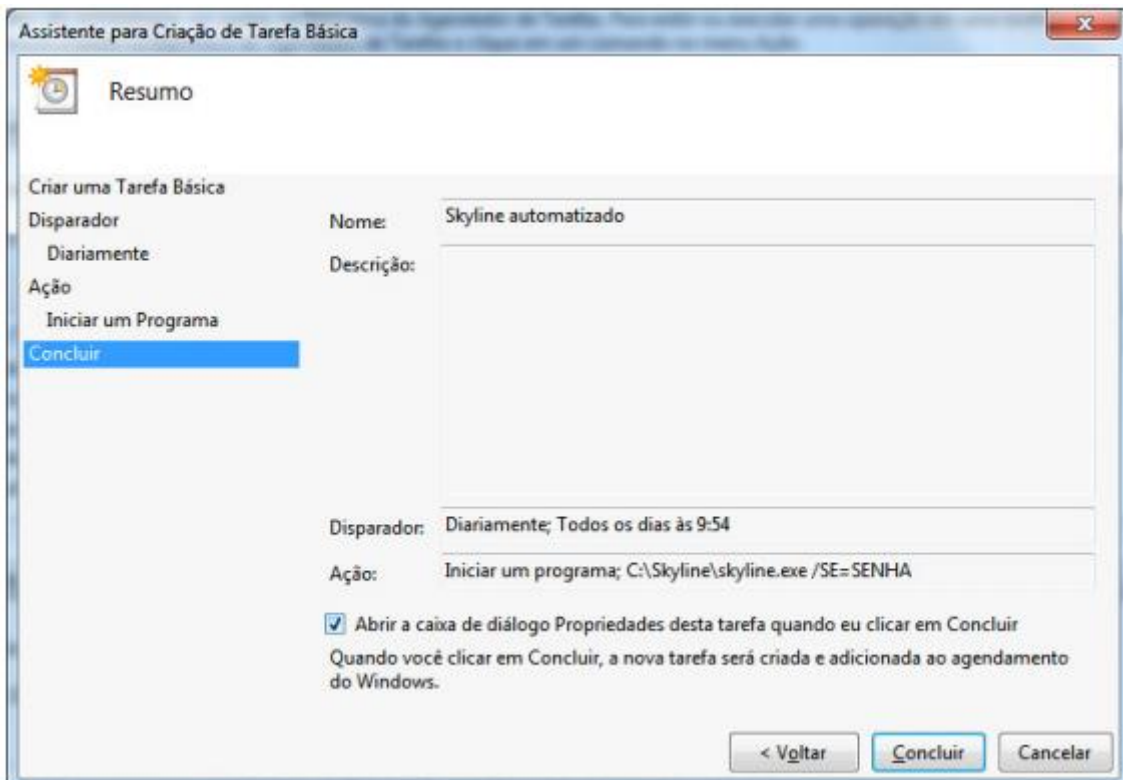 Assistente para Criação de Tarefa Básica
Resumo
Criar uma Tarefa Básica
Disparador
Diariamente
Ação
Iniciar um Programa
Concluir
Nome:
Skyline automatizado
Descrição:
Disparador:
Diariamente; Todos os dias às 9:54
Ação:
Iniciar um programa; C:\Skyline\skyline.exe /SE=SENHA
Abrir a caixa de diálogo Propriedades desta tarefa quando eu clicar em Concluir
Quando você clicar em Concluir, a nova tarefa será criada e adicionada ao agendamento
do Windows.
< Voltar
Concluir
Cancelar